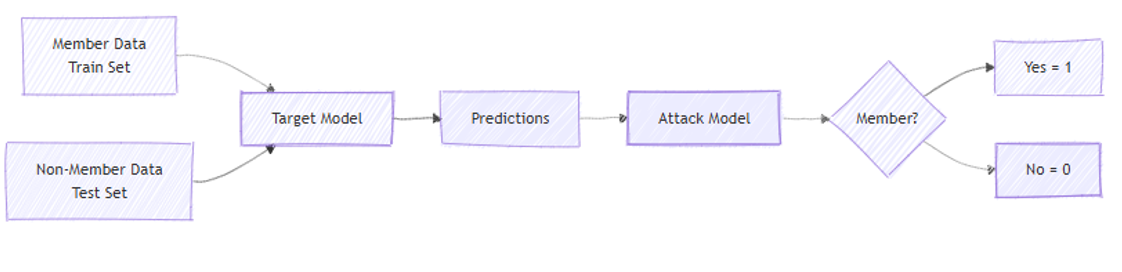 Member Data
Train Set
Non-Member Data
Test Set
Target Model
Predictions
Attack Model
Member?
Yes = 1
No = 0